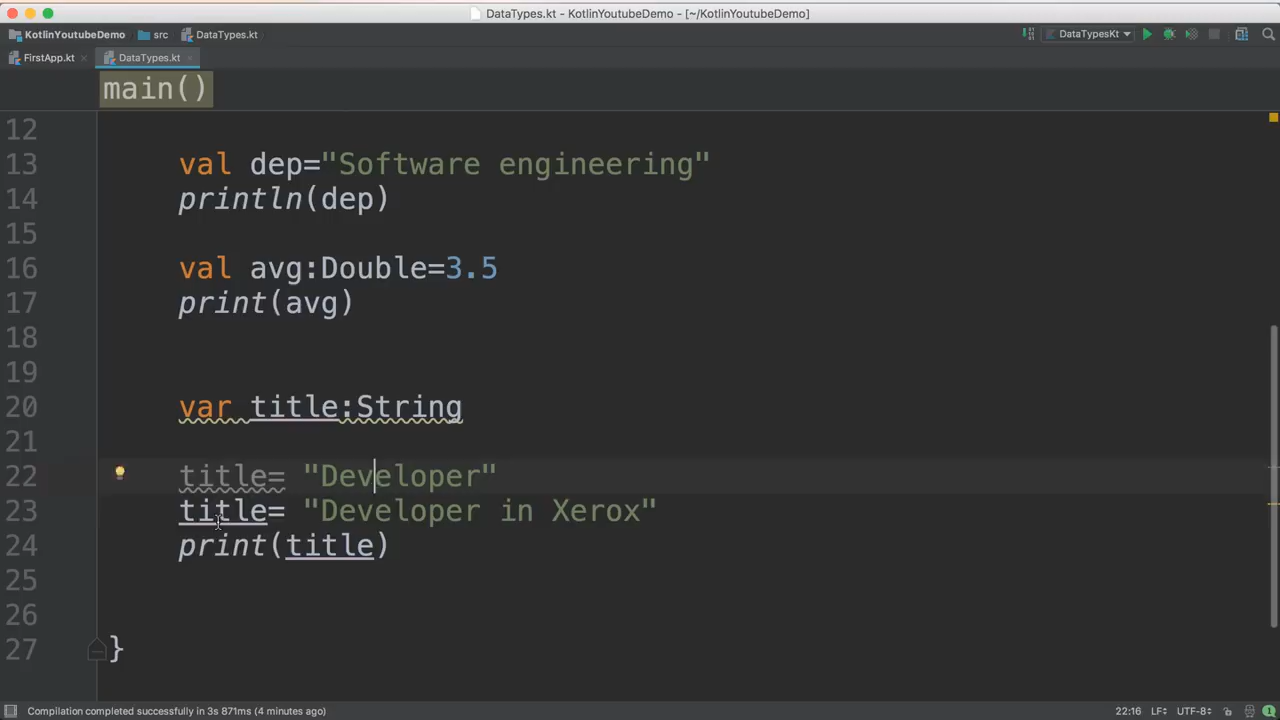 DataTypes.kt - KotlinYoutubeDemo - [~/KotlinYoutubeDemo]
KotlinYoutubeDemo src DataTypes.kt DataTypesKt
FirstApp.kt DataTypes.kt
main()
12
13 val dep="Software engineering"
14 println(dep)
15
16 val avg:Double=3.5
17 print(avg)
18
19
20 var title:String
21
22 title= "Developer"
23 title= "Developer in Xerox"
24 print(title)
25
26
27 }
Compilation completed successfully in 3s 871ms (4 minutes ago) 22:16 LF UTF-8 1